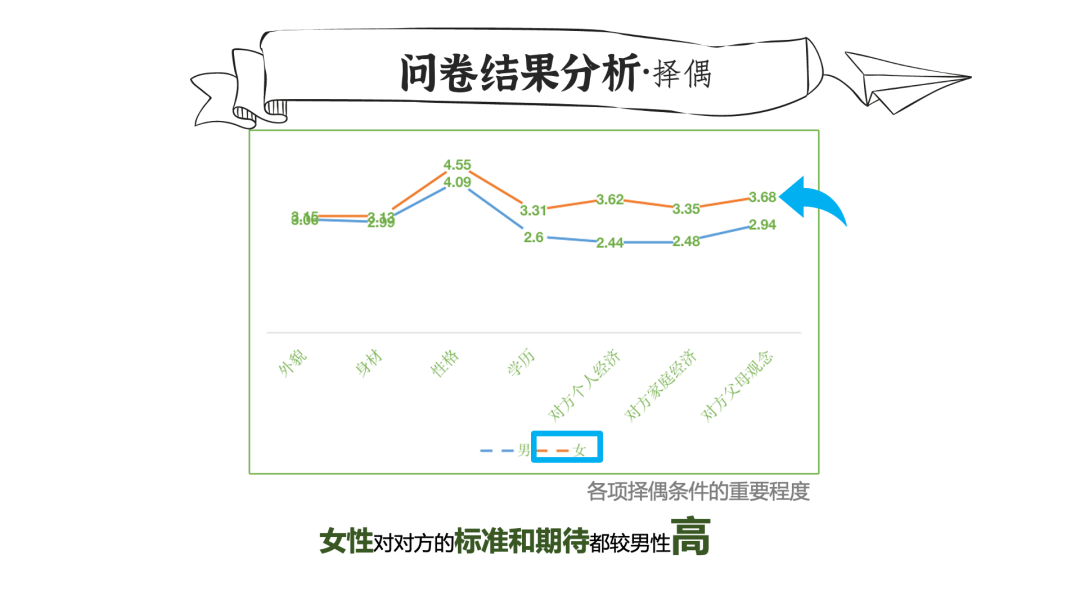 问卷结果分析·择偶
4.55
4.09
3.15
3.13
2.99
3.31
3.62
3.35
3.68
2.6
2.44
2.48
2.94
外貌 身材 性格 学历 对方个人经济 对方家庭经济 对方父母观念
男 女
各项择偶条件的重要程度
女性对对方的标准和期待都较男性高